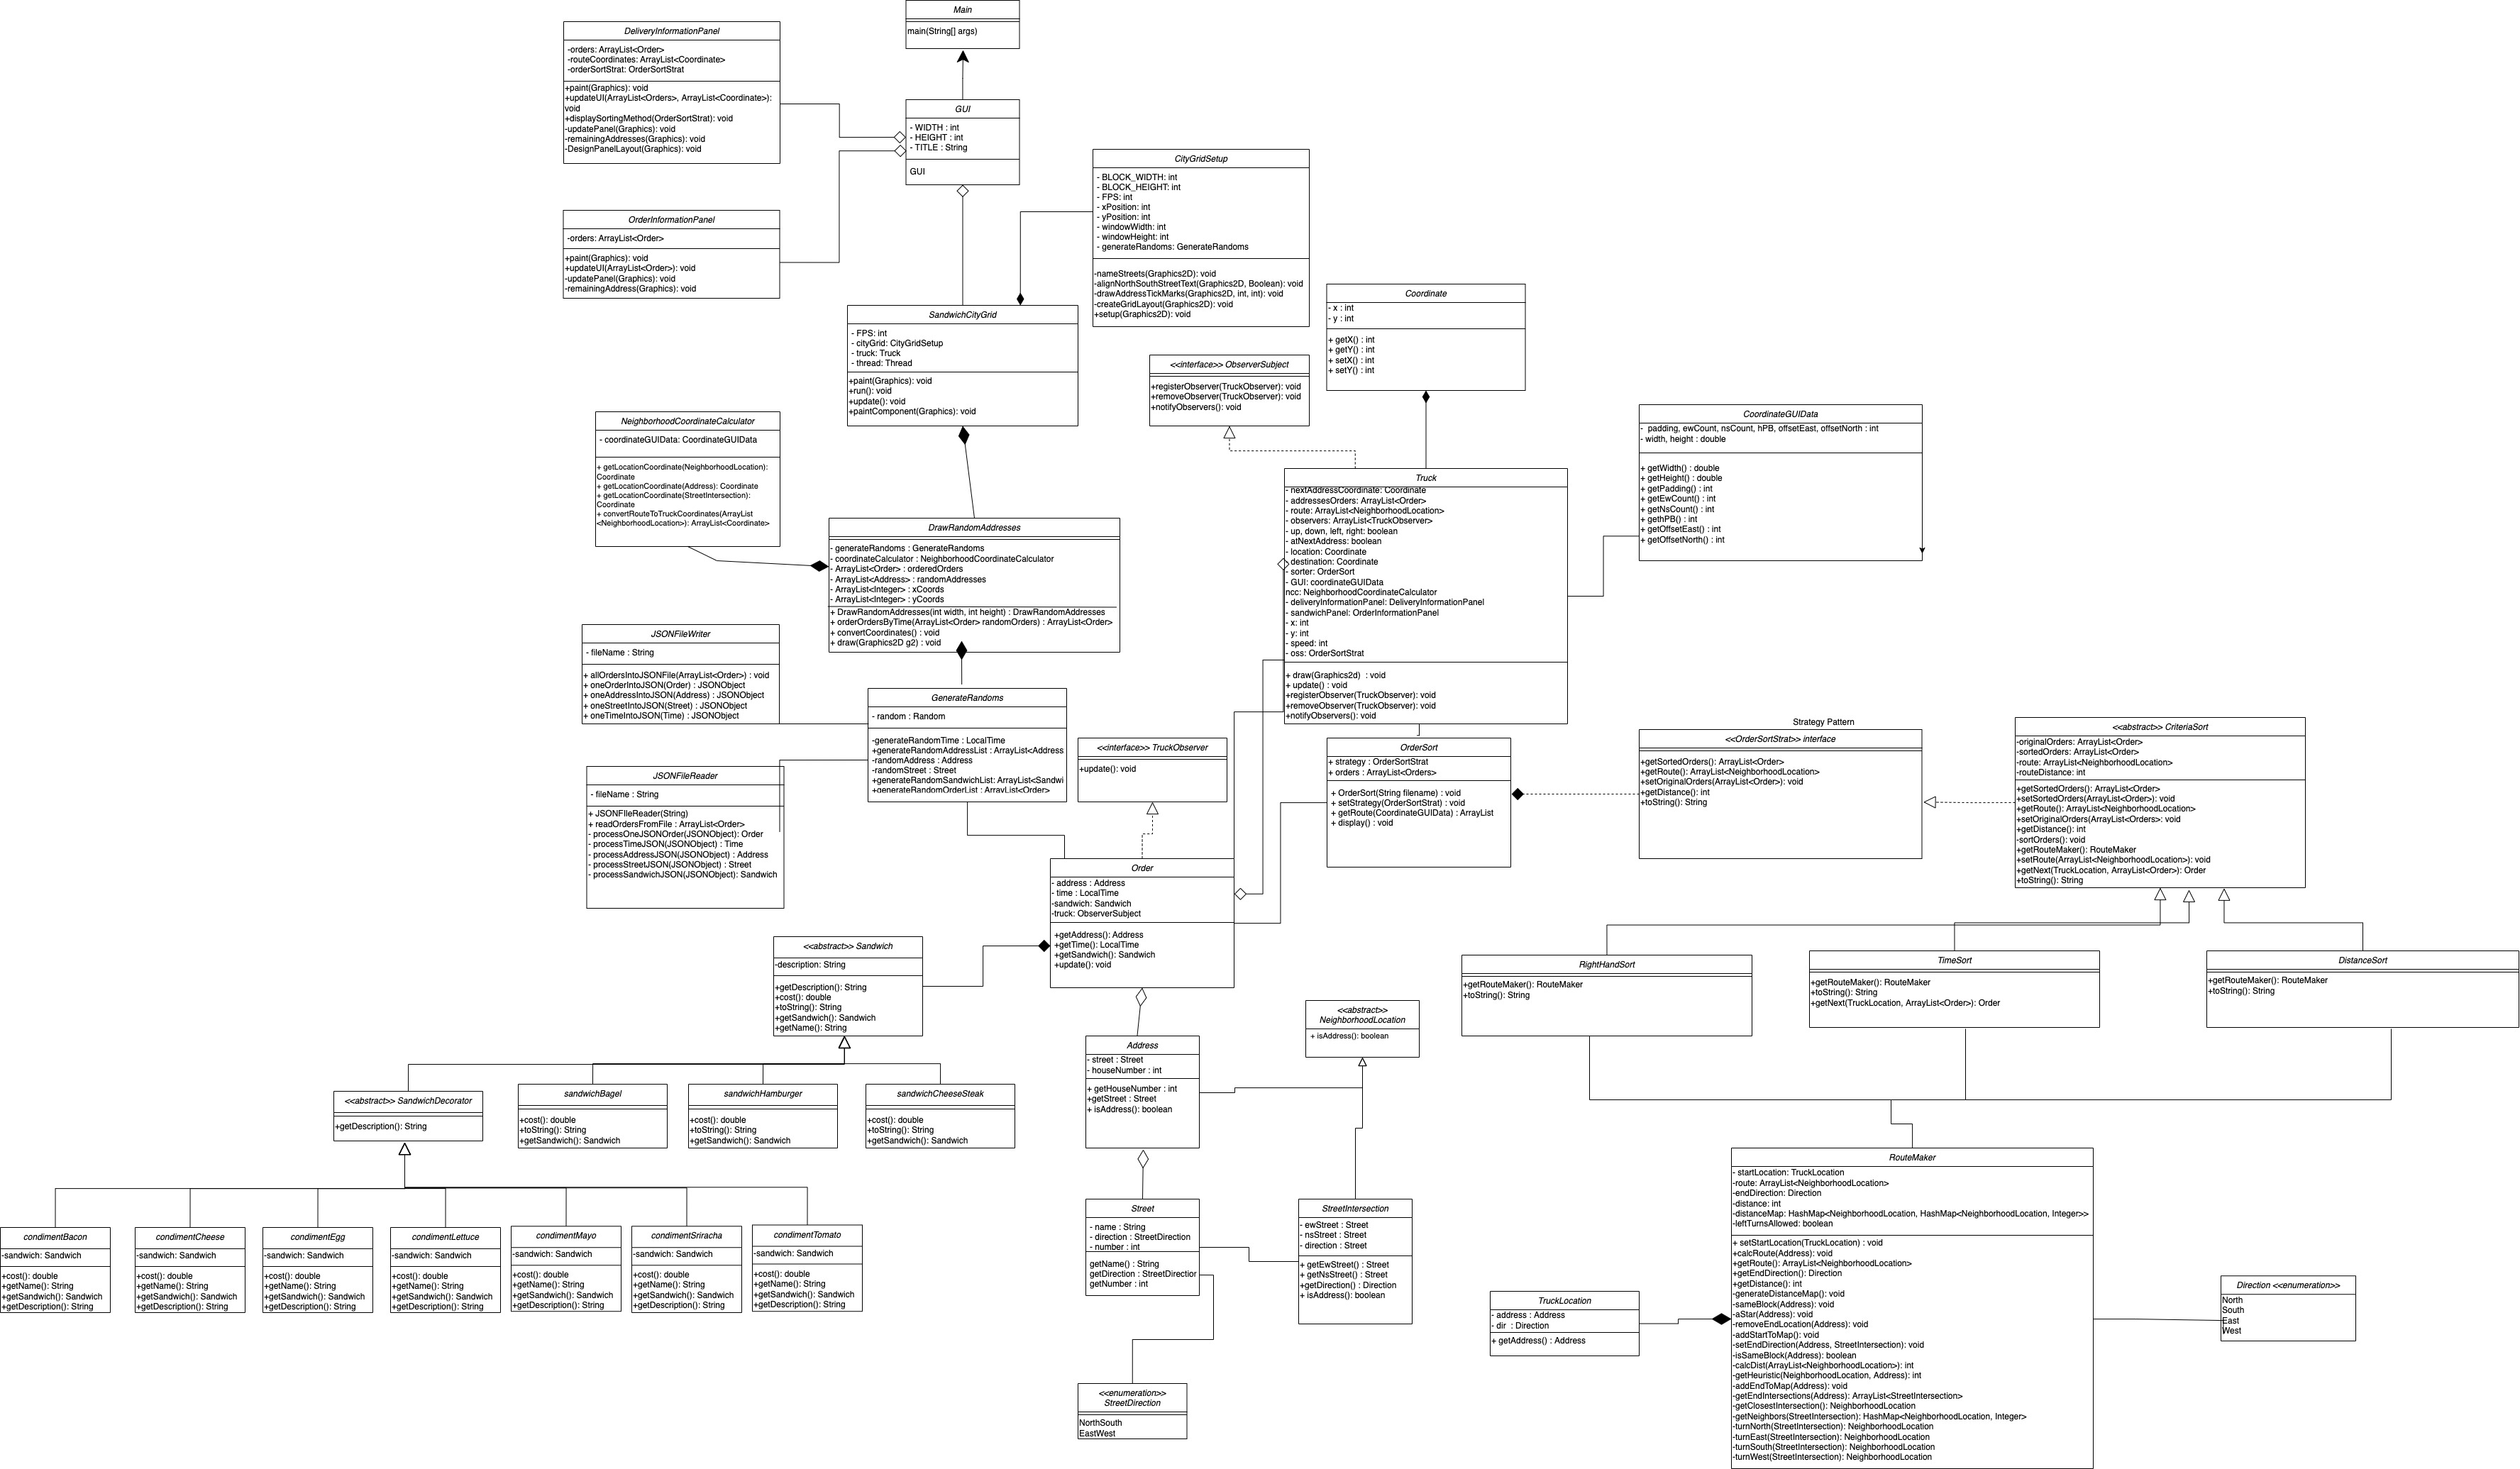 Main
main(String[] args)
DeliveryInformationPanel
-orders: ArrayList<Order>
-routeCoordinates: ArrayList<Coordinate>
-orderSortStrat: OrderSortStrat
+paint(Graphics): void
+updateUI(ArrayList<Orders>, ArrayList<Coordinate>):
void
+displaySortingMethod(OrderSortStrat): void
-updatePanel(Graphics): void
-remainingAddresses(Graphics): void
-DesignPanelLayout(Graphics): void
GUI
- WIDTH : int
- HEIGHT : int
- TITLE : String
GUI
OrderInformationPanel
-orders: ArrayList<Order>
+paint(Graphics): void
+updateUI(ArrayList<Order>): void
-updatePanel(Graphics): void
-remainingAddress(Graphics): void
CityGridSetup
- BLOCK_WIDTH: int
- BLOCK_HEIGHT: int
- FPS: int
- xPosition: int
- yPosition: int
- windowWidth: int
- windowHeight: int
- generateRandoms: GenerateRandoms
-nameStreets(Graphics2D): void
-alignNorthSouthStreetText(Graphics2D, Boolean): void
-drawAddressTickMarks(Graphics2D, int, int): void
-createGridLayout(Graphics2D): void
+setup(Graphics2D): void
SandwichCityGrid
- FPS: int
- cityGrid: CityGridSetup
- truck: Truck
- thread: Thread
+paint(Graphics): void
+run(): void
+update(): void
+paintComponent(Graphics): void
Coordinate
- x : int
- y : int
+ getX() : int
+ getY() : int
+ setX() : int
+ setY() : int
<<interface>> ObserverSubject
+registerObserver(TruckObserver): void
+removeObserver(TruckObserver): void
+notifyObservers(): void
NeighborhoodCoordinateCalculator
- coordinateGUIData: CoordinateGUIData
+ getLocationCoordinate(NeighborhoodLocation):
Coordinate
+ getLocationCoordinate(Address): Coordinate
+ getLocationCoordinate(StreetIntersection):
Coordinate
+ convertRouteToTruckCoordinates(ArrayList
<NeighborhoodLocation>): ArrayList<Coordinate>
CoordinateGUIData
- padding, ewCount, nsCount, hPB, offsetEast, offsetNorth : int
- width, height : double
+ getWidth() : double
+ getHeight() : double
+ getPadding() : int
+ getEwCount() : int
+ getNsCount() : int
+ gethPB() : int
+ getOffsetEast() : int
+ getOffsetNorth() : int
Truck
- nextAddressCoordinate: Coordinate
- addressesOrders: ArrayList<Order>
- route: ArrayList<NeighborhoodLocation>
- observers: ArrayList<TruckObserver>
- up, down, left, right: boolean
- atNextAddress: boolean
- location: Coordinate
destination: Coordinate
- sorter: OrderSort
- GUI: coordinateGUIData
ncc: NeighborhoodCoordinateCalculator
- deliveryInformationPanel: DeliveryInformationPanel
- sandwichPanel: OrderInformationPanel
- x: int
- y: int
- speed: int
- oss: OrderSortStrat
+ draw(Graphics2d) : void
+ update() : void
+registerObserver(TruckObserver): void
+removeObserver(TruckObserver): void
+notifyObservers(): void
DrawRandomAddresses
- generateRandoms : GenerateRandoms
- coordinateCalculator : NeighborhoodCoordinateCalculator
- ArrayList<Order> : orderedOrders
- ArrayList<Address> : randomAddresses
- ArrayList<Integer> : xCoords
- ArrayList<Integer> : yCoords
+ DrawRandomAddresses(int width, int height) : DrawRandomAddresses
+ orderOrdersByTime(ArrayList<Order> randomOrders) : ArrayList<Order>
+ convertCoordinates() : void
+ draw(Graphics2D g2) : void
JSONFileWriter
- fileName : String
+ allOrdersIntoJSONFile(ArrayList<Order>) : void
+ oneOrderIntoJSON(Order) : JSONObject
+ oneAddressIntoJSON(Address) : JSONObject
+ oneStreetIntoJSON(Street) : JSONObject
+ oneTimeIntoJSON(Time) : JSONObject
GenerateRandoms
- random : Random
-generateRandomTime : LocalTime
+generateRandomAddressList : ArrayList<Address
-randomAddress : Address
-randomStreet : Street
+generateRandomSandwichList: ArrayList<Sandwi
+generateRandomOrderList : ArrayList<Order>
JSONFileReader
- fileName : String
+ JSONFIleReader(String)
+ readOrdersFromFile : ArrayList<Order>
- processOneJSONOrder(JSONObject): Order
- processTimeJSON(JSONObject) : Time
- processAddressJSON(JSONObject) : Address
- processStreetJSON(JSONObject) : Street
- processSandwichJSON(JSONObject): Sandwich
<<interface>> TruckObserver
+update(): void
OrderSort
+ strategy : OrderSortStrat
+ orders : ArrayList<Orders>
+ OrderSort(String filename) : void
+ setStrategy(OrderSortStrat) : void
+ getRoute(CoordinateGUIData) : ArrayList
+ display() : void
Strategy Pattern
<<OrderSortStrat>> interface
+getSortedOrders(): ArrayList<Order>
+getRoute(): ArrayList<NeighborhoodLocation>
+setOriginalOrders(ArrayList<Order>): void
+getDistance(): int
+toString(): String
<<abstract>> CriteriaSort
-originalOrders: ArrayList<Order>
-sortedOrders: ArrayList<Order>
-route: ArrayList<NeighborhoodLocation>
-routeDistance: int
+getSortedOrders(): ArrayList<Order>
+setSortedOrders(ArrayList<Order>): void
+getRoute(): ArrayList<NeighborhoodLocation>
+setOriginalOrders(ArrayList<Orders>: void
+getDistance(): int
-sortOrders(): void
+getRouteMaker(): RouteMaker
+setRoute(ArrayList<NeighborhoodLocation>): void
+getNext(TruckLocation, ArrayList<Order>): Order
+toString(): String
Order
- address : Address
- time : LocalTime
-sandwich: Sandwich
-truck: ObserverSubject
+getAddress(): Address
+getTime(): LocalTime
+getSandwich(): Sandwich
+update(): void
<<abstract>> Sandwich
-description: String
+getDescription(): String
+cost(): double
+toString(): String
+getSandwich(): Sandwich
+getName(): String
RightHandSort
+getRouteMaker(): RouteMaker
+toString(): String
TimeSort
+getRouteMaker(): RouteMaker
+toString(): String
+getNext(TruckLocation, ArrayList<Order>): Order
DistanceSort
+getRouteMaker(): RouteMaker
+toString(): String
<<abstract>>
NeighborhoodLocation
+ isAddress(): boolean
Address
- street : Street
- houseNumber : int
+ getHouseNumber : int
+getStreet : Street
+ isAddress(): boolean
<<abstract>> SandwichDecorator
+getDescription(): String
sandwichBagel
+cost(): double
+toString(): String
+getSandwich(): Sandwich
sandwichHamburger
+cost(): double
+toString(): String
+getSandwich(): Sandwich
sandwichCheeseSteak
+cost(): double
+toString(): String
+getSandwich(): Sandwich
condimentBacon
-sandwich: Sandwich
+cost(): double
+getName(): String
+getSandwich(): Sandwich
+getDescription(): String
condimentCheese
-sandwich: Sandwich
+cost(): double
+getName(): String
+getSandwich(): Sandwich
+getDescription(): String
condimentEgg
-sandwich: Sandwich
+cost(): double
+getName(): String
+getSandwich(): Sandwich
+getDescription(): String
condimentLettuce
-sandwich: Sandwich
+cost(): double
+getName(): String
+getSandwich(): Sandwich
+getDescription(): String
condimentMayo
-sandwich: Sandwich
+cost(): double
+getName(): String
+getSandwich(): Sandwich
+getDescription(): String
condimentSriracha
-sandwich: Sandwich
+cost(): double
+getName(): String
+getSandwich(): Sandwich
+getDescription(): String
condimentTomato
-sandwich: Sandwich
+cost(): double
+getName(): String
+getSandwich(): Sandwich
+getDescription(): String
Street
- name : String
- direction : StreetDirection
- number : int
getName() : String
getDirection : StreetDirection
getNumber : int
StreetIntersection
- ewStreet : Street
- nsStreet : Street
- direction : Street
+ getEwStreet() : Street
+ getNsStreet() : Street
+getDirection() : Direction
+ isAddress(): boolean
<<enumeration>>
StreetDirection
NorthSouth
EastWest
TruckLocation
- address : Address
- dir : Direction
+ getAddress() : Address
RouteMaker
- startLocation: TruckLocation
-route: ArrayList<NeighborhoodLocation>
-endDirection: Direction
-distance: int
-distanceMap: HashMap<NeighborhoodLocation, HashMap<NeighborhoodLocation, Integer>>
-leftTurnsAllowed: boolean
+ setStartLocation(TruckLocation) : void
+calcRoute(Address): void
+getRoute(): ArrayList<NeighborhoodLocation>
+getEndDirection(): Direction
+getDistance(): int
-generateDistanceMap(): void
-sameBlock(Address): void
-aStar(Address): void
-removeEndLocation(Address): void
-addStartToMap(): void
-setEndDirection(Address, StreetIntersection): void
-isSameBlock(Address): boolean
-calcDist(ArrayList<NeighborhoodLocation>): int
-getHeuristic(NeighborhoodLocation, Address): int
-addEndToMap(Address): void
-getEndIntersections(Address): ArrayList<StreetIntersection>
-getClosestIntersection(): NeighborhoodLocation
-getNeighbors(StreetIntersection): HashMap<NeighborhoodLocation, Integer>
-turnNorth(StreetIntersection): NeighborhoodLocation
-turnEast(StreetIntersection): NeighborhoodLocation
-turnSouth(StreetIntersection): NeighborhoodLocation
-turnWest(StreetIntersection): NeighborhoodLocation
Direction <<enumeration>>
North
South
East
West